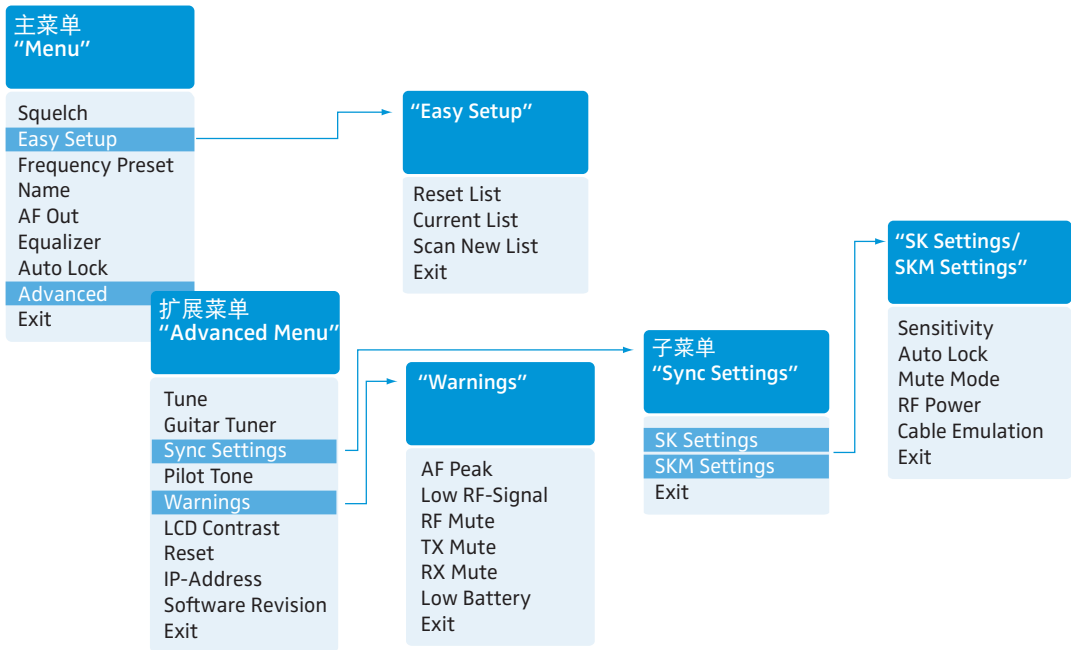 主菜单
“Menu”
Squelch
Easy Setup
Frequency Preset
Name
AF Out
Equalizer
Auto Lock
Advanced
Exit
“Easy Setup”
Reset List
Current List
Scan New List
Exit
扩展菜单
“Advanced Menu”
Tune
Guitar Tuner
Sync Settings
Pilot Tone
Warnings
LCD Contrast
Reset
IP-Address
Software Revision
Exit
“Warnings”
AF Peak
Low RF-Signal
RF Mute
TX Mute
RX Mute
Low Battery
Exit
子菜单
“Sync Settings”
SK Settings
SKM Settings
Exit
“SK Settings/
SKM Settings”
Sensitivity
Auto Lock
Mute Mode
RF Power
Cable Emulation
Exit